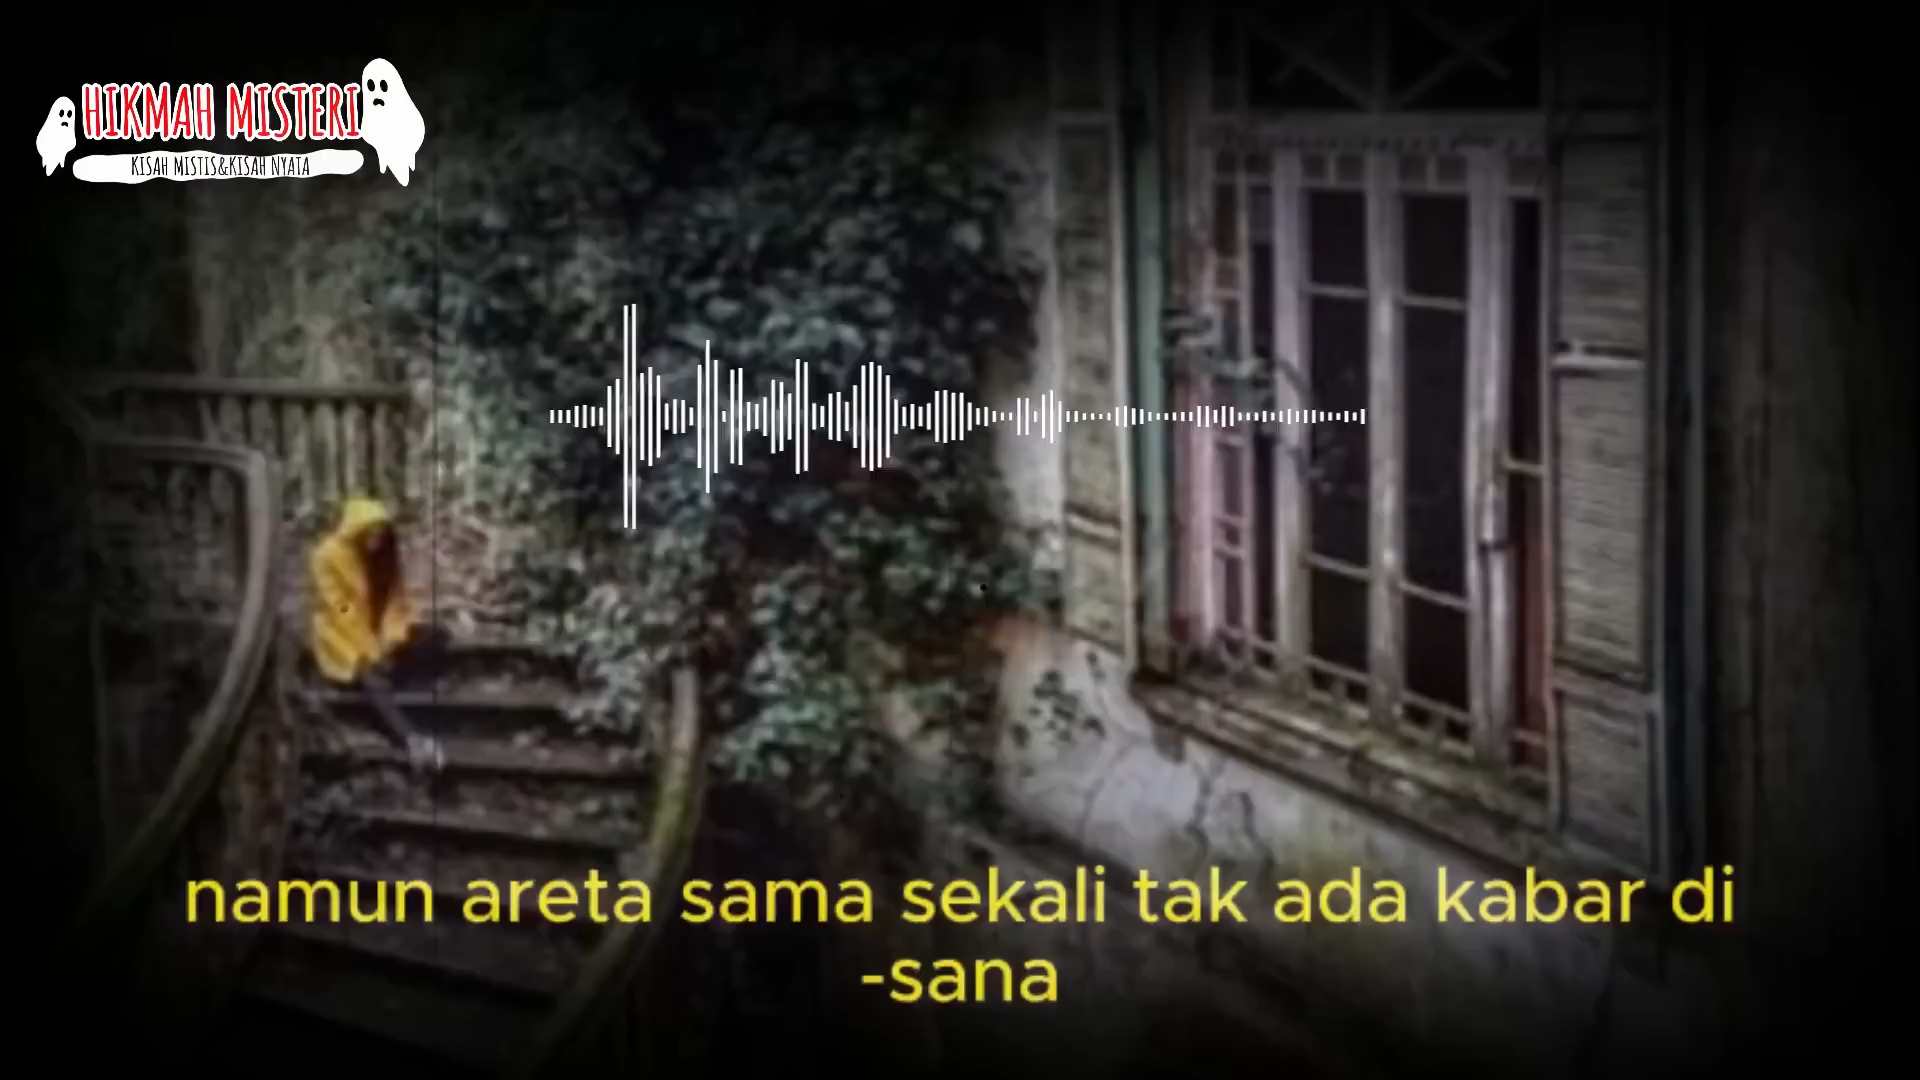 HIKMAH MISTERI
KISAH MISTIS&KISAH NYATA
namun areta sama sekali tak ada kabar di
-sana